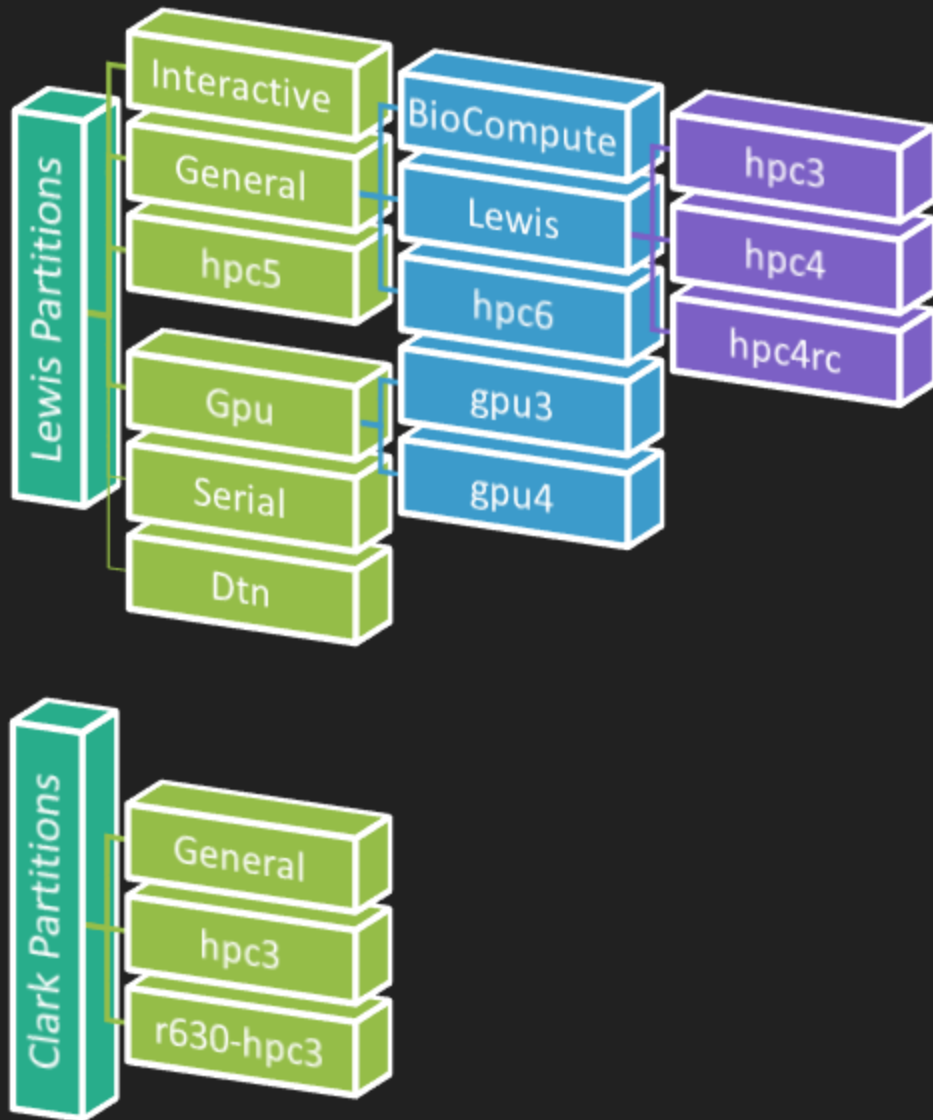 Lewis Partitions
Interactive
General
hpc5
Gpu
Serial
Dtn
BioCompute
Lewis
hpc6
gpu3
gpu4
hpc3
hpc4
hpc4rc
Clark Partitions
General
hpc3
r630-hpc3